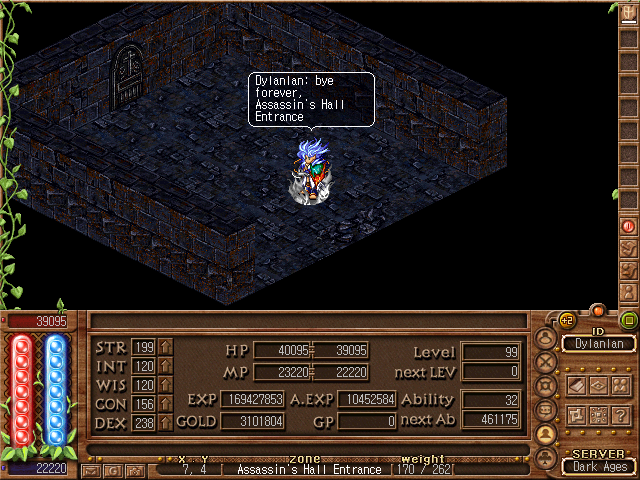 Dylanlan: bye
forever,
Assassin's Hall
Entrance
39095
+2
ID
Dylanlan
STR 199
INT 120
WIS 120
CON 156
DEX 238
HP 40095 39095
MP 23220 22220
Level 99
next LEV 0
EXP 169427853 A.EXP 10452584 Ability 32
GOLD 3101804 GP 0 next Ab 461175
SERVER
Dark Ages
22220
G
?
x . y zone weight
7, 4 [ Assassin's Hall Entrance [170 / 262[